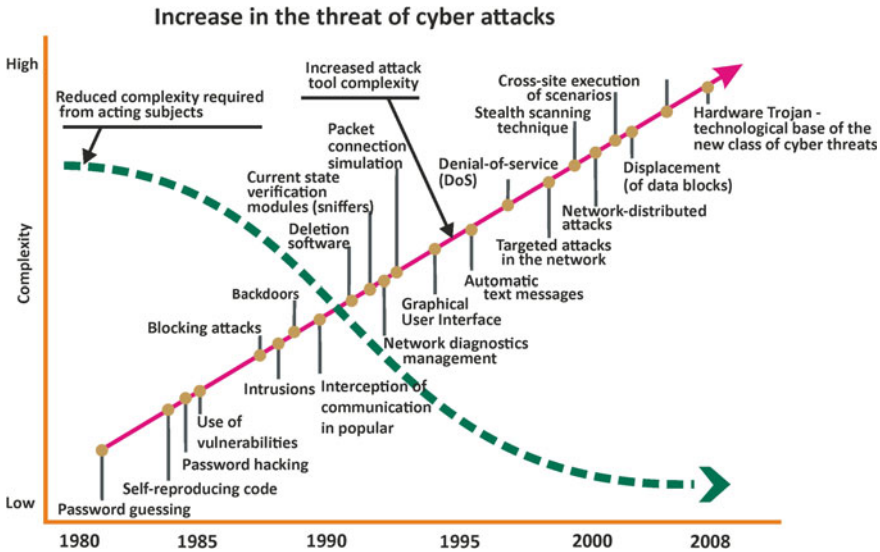 Increase in the threat of cyber attacks
High
Complexity
Low
Reduced complexity required
from acting subjects
Increased attack
tool complexity
Packet
connection
simulation
Current state
verification
modules (sniffers)
Deletion
software
Backdoors
Blocking attacks
Denial-of-service
(DoS)
Cross-site execution
of scenarios
Stealth scanning
technique
Hardware Trojan -
technological base of the
new class of cyber threats
Displacement
(of data blocks)
Network-distributed
attacks
Targeted attacks
in the network
Automatic
text messages
Graphical
User Interface
Network diagnostics
management
Interception of
communication
in popular
Intrusions
Use of
vulnerabilities
Password hacking
Self-reproducing code
Password guessing
1980
1985
1990
1995
2000
2008